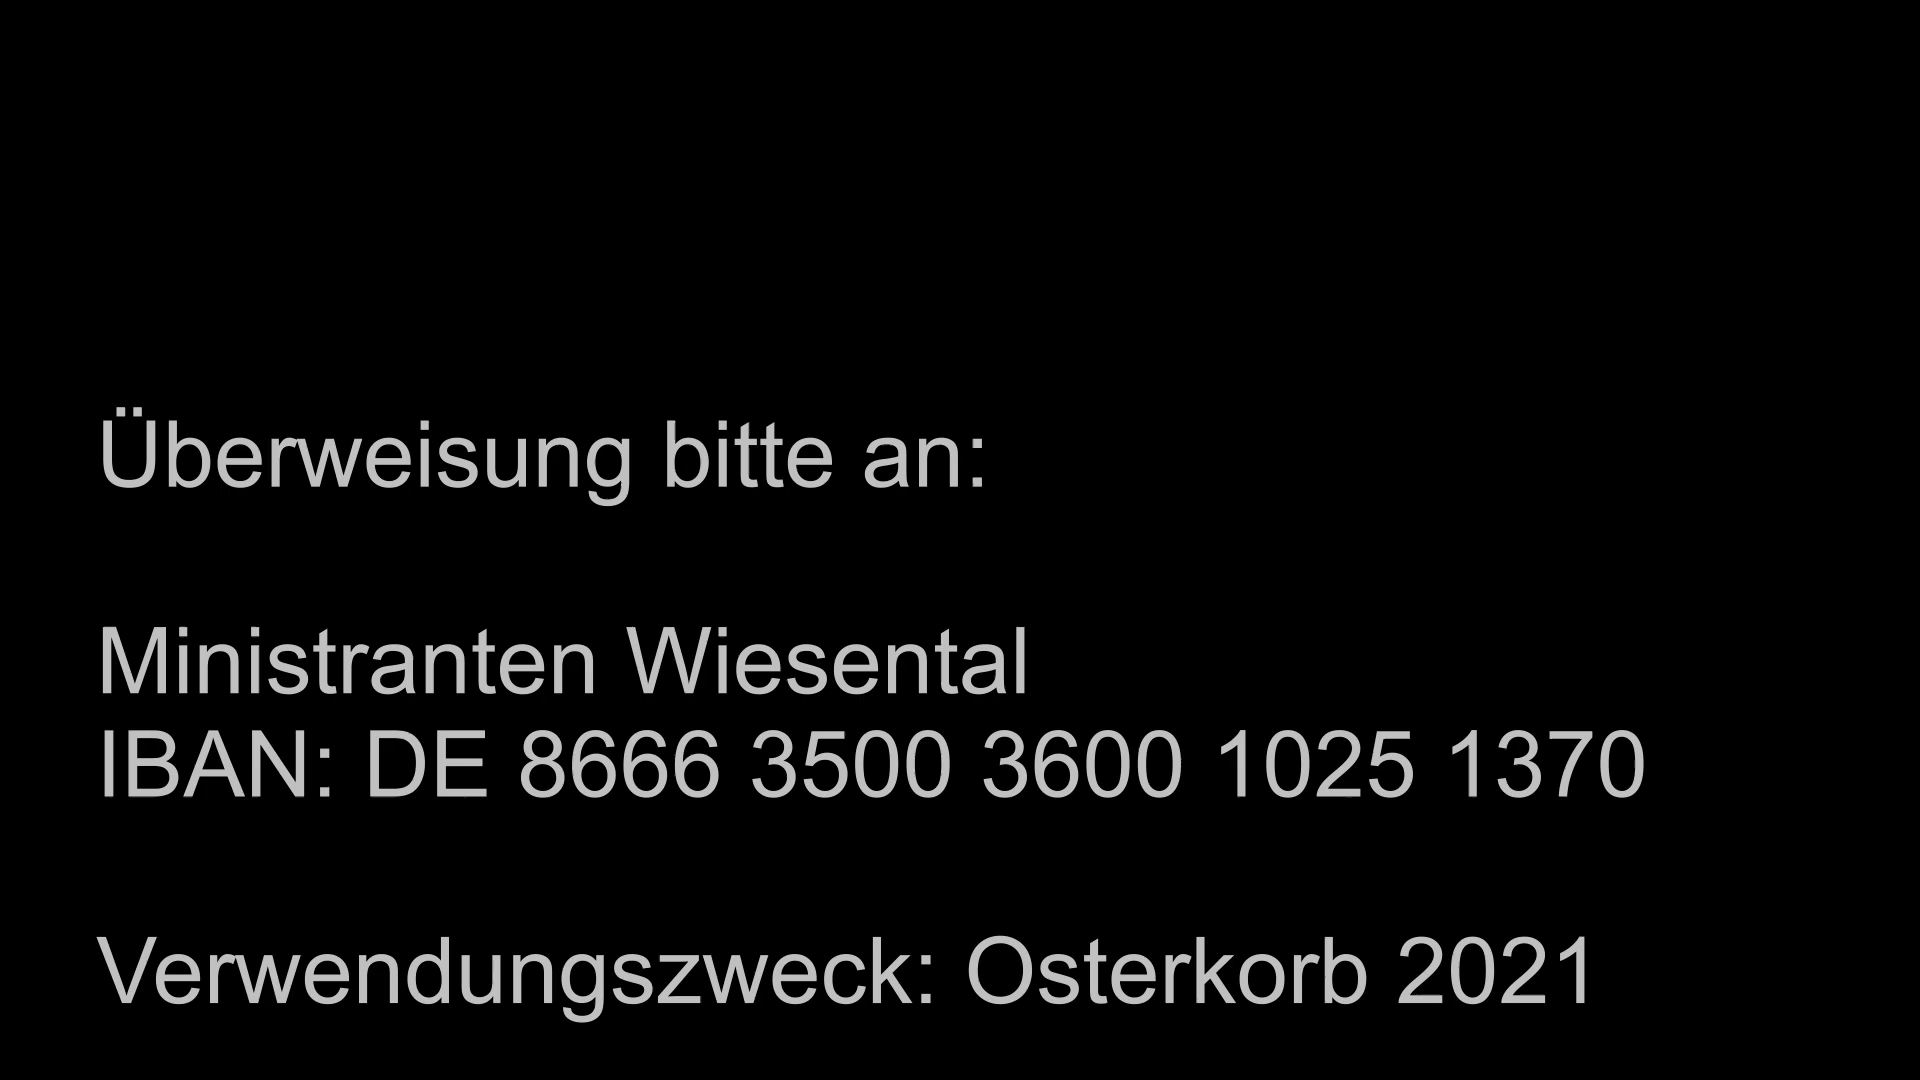 Überweisung bitte an:
Ministranten Wiesental
IBAN: DE 8666 3500 3600 1025 1370
Verwendungszweck: Osterkorb 2021